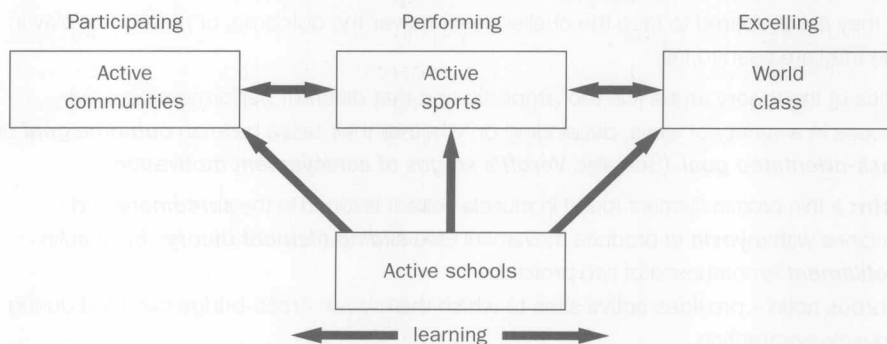 Participating
Performing
Excelling
Active
communities
Active
sports
World
class
Active schools
learning